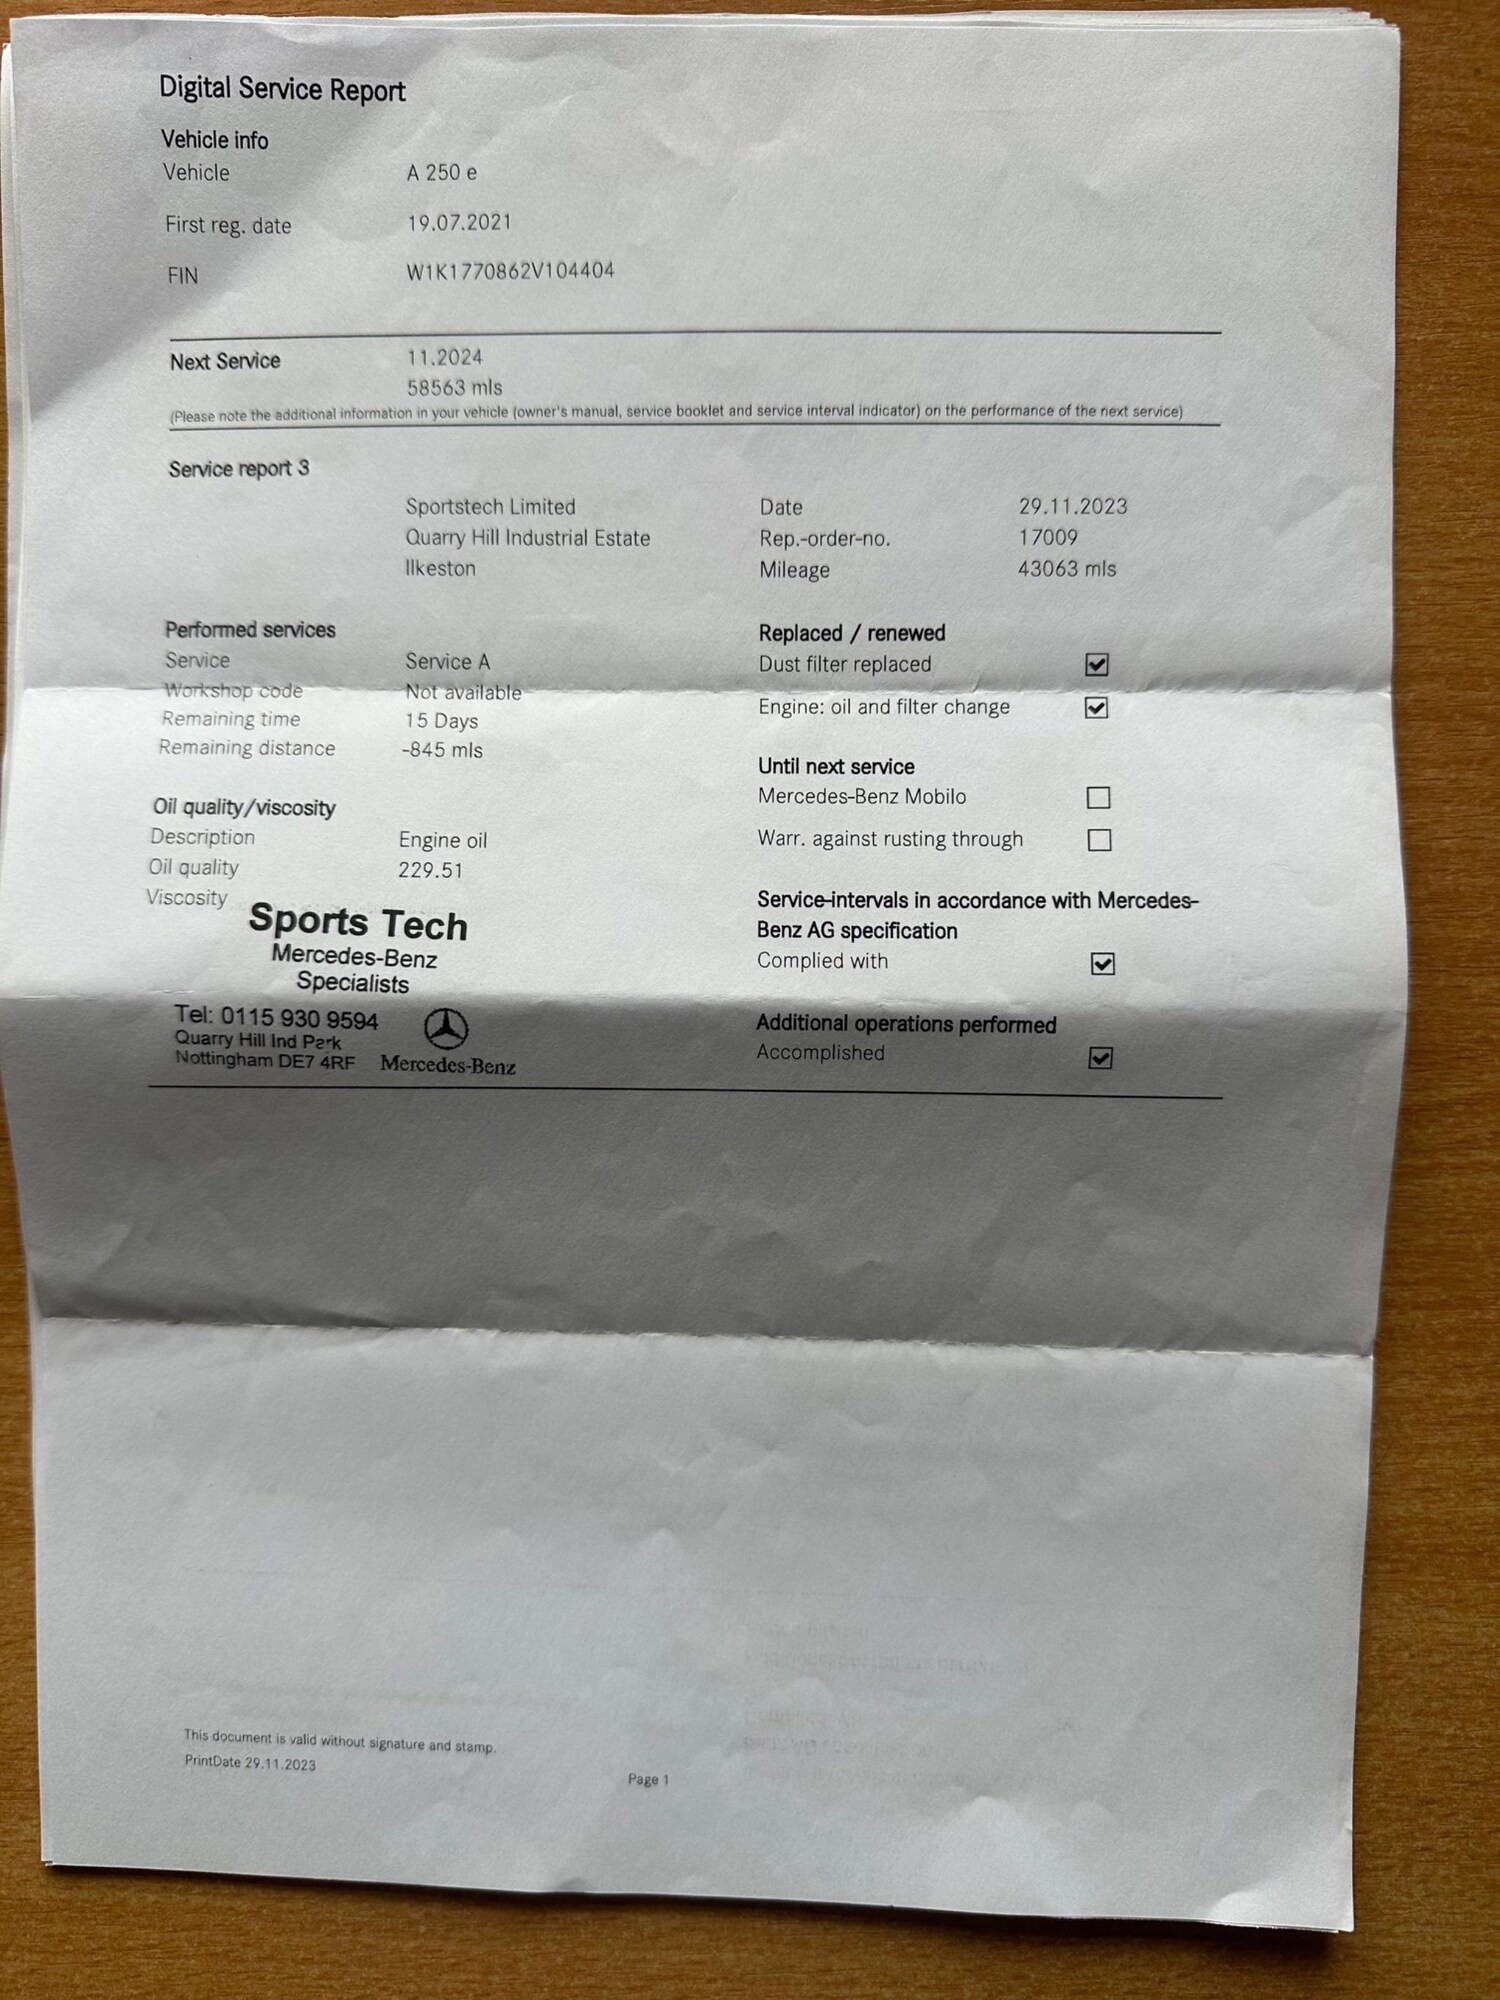 Digital Service Report
Vehicle info
Vehicle A 250 e
First reg. date 19.07.2021
FIN W1K1770862V104404
Next Service 11.2024
58563 mls
(Please note the additional information in your vehicle (owner's manual, service booklet and service interval indicator) on the performance of the next service)
Service report 3
Sportstech Limited
Quarry Hill Industrial Estate
Ilkeston
Date 29.11.2023
Rep.-order-no. 17009
Mileage 43063 mls
Performed services
Service Service A
Workshop code Not available
Remaining time 15 Days
Remaining distance -845 mls
Oil quality/viscosity
Description Engine oil
Oil quality 229.51
Viscosity
Sports Tech
Mercedes-Benz
Specialists
Tel: 0115 930 9594
Quarry Hill Ind Park
Nottingham DE7 4RF
Mercedes-Benz
Replaced / renewed
Dust filter replaced
Engine: oil and filter change
Until next service
Mercedes-Benz Mobilo
Warr. against rusting through
Service-intervals in accordance with Mercedes-
Benz AG specification
Complied with
Additional operations performed
Accomplished
This document is valid without signature and stamp.
PrintDate 29.11.2023
Page 1